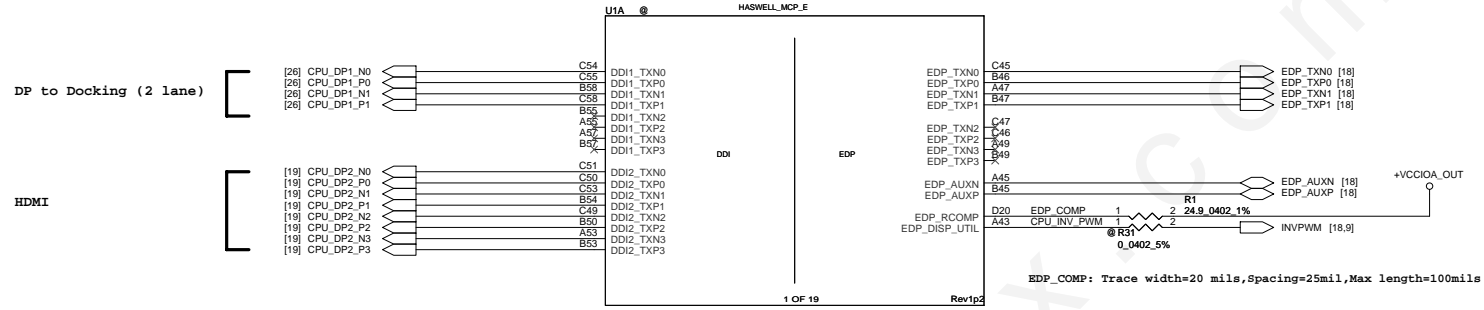 U1A @ HASWELL_MCP_E
DP to Docking (2 lane)
[26] CPU_DP1_N0 C54 DDI1_TXN0
[26] CPU_DP1_P0 C55 DDI1_TXP0
[26] CPU_DP1_N1 B58 DDI1_TXN1
[26] CPU_DP1_P1 C58 DDI1_TXP1
B55 DDI1_TXN2
A55 DDI1_TXP2
A57 DDI1_TXN3
B57 DDI1_TXP3
HDMI
[19] CPU_DP2_N0 C51 DDI2_TXN0
[19] CPU_DP2_P0 C50 DDI2_TXP0
[19] CPU_DP2_N1 C53 DDI2_TXN1
[19] CPU_DP2_P1 B54 DDI2_TXP1
[19] CPU_DP2_N2 C49 DDI2_TXN2
[19] CPU_DP2_P2 B50 DDI2_TXP2
[19] CPU_DP2_N3 A53 DDI2_TXN3
[19] CPU_DP2_P3 B53 DDI2_TXP3
DDI EDP
EDP_TXN0 C45 EDP_TXN0 [18]
EDP_TXP0 B46 EDP_TXP0 [18]
EDP_TXN1 A47 EDP_TXN1 [18]
EDP_TXP1 B47 EDP_TXP1 [18]
EDP_TXN2 C47
EDP_TXP2 C46
EDP_TXN3 A49
EDP_TXP3 B49
EDP_AUXN A45 EDP_AUXN [18]
EDP_AUXP B45 EDP_AUXP [18]
+VCCIOA_OUT
R1
EDP_RCOMP D20 EDP_COMP 1 2 24.9_0402_1%
EDP_DISP_UTIL A43 CPU_INV_PWM 1 2 INVPWM [18,9]
@ R31
0_0402_5%
EDP_COMP: Trace width=20 mils,Spacing=25mil,Max length=100mils
1 OF 19 Rev1p2
x.com